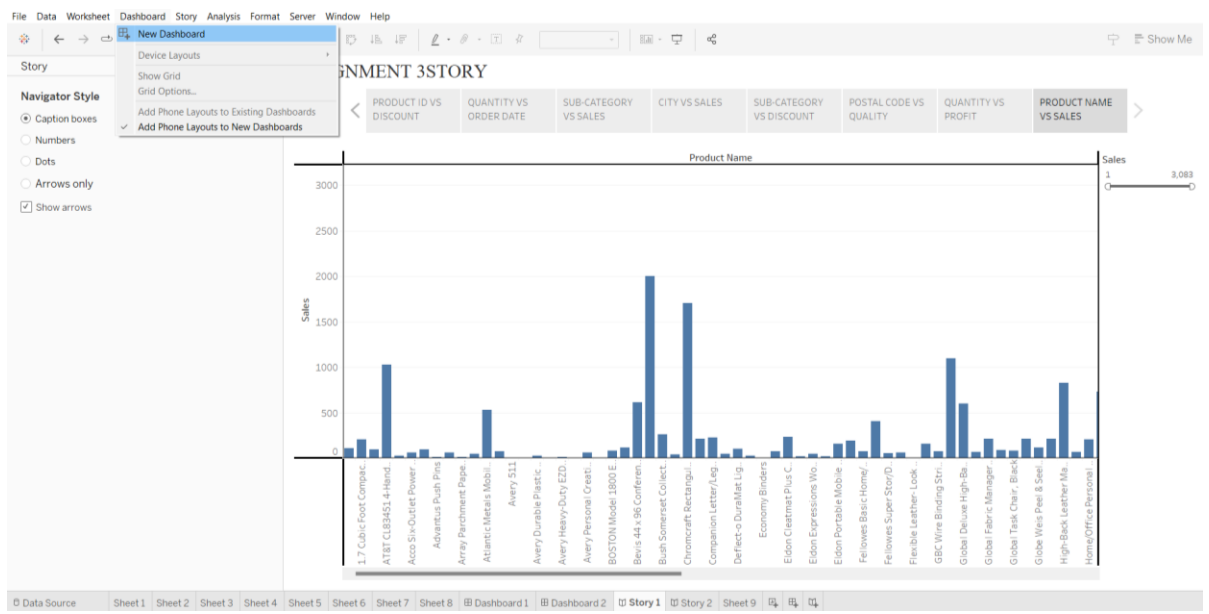 File Data Worksheet Dashboard Story Analysis Format Server Window Help
New Dashboard
Device Layouts
Show Grid
Grid Options...
Add Phone Layouts to Existing Dashboards
Add Phone Layouts to New Dashboards
Show Me
Story
Navigator Style
Caption boxes
Numbers
Dots
Arrows only
Show arrows
GNMENT 3STORY
PRODUCT ID VS
DISCOUNT
QUANTITY VS
ORDER DATE
SUB-CATEGORY
VS SALES
CITY VS SALES
SUB-CATEGORY
VS DISCOUNT
POSTAL CODE VS
QUALITY
QUANTITY VS
PROFIT
PRODUCT NAME
VS SALES
Product Name
Sales
1 3,083
3000
2500
2000
1500
1000
500
0
Sales
1.7 Cubic Foot Compac..
AT&T CL83451 4-Hand..
Acco Six-Outlet Power ..
Advantus Push Pins
Array Parchment Pape..
Atlantic Metals Mobil..
Avery 511
Avery Durable Plastic ..
Avery Heavy-Duty EZD..
Avery Personal Creati..
BOSTON Model 1800 E..
Bevis 44 x 96 Conferen..
Bush Somerset Collect..
Chromcraft Rectangul..
Companion Letter/Leg..
Deflect-o DuraMat Lig..
Economy Binders
Eldon Cleatmat Plus C..
Eldon Expressions Wo..
Eldon Portable Mobile ..
Fellowes Basic Home/..
Fellowes Super Stor/D..
Flexible Leather- Look ..
GBC Wire Binding Stri..
Global Deluxe High-Ba..
Global Fabric Manager..
Global Task Chair, Black
Globe Weis Peel & Seel..
High-Back Leather Ma..
Home/Office Personal ..
Data Source Sheet 1 Sheet 2 Sheet 3 Sheet 4 Sheet 5 Sheet 6 Sheet 7 Sheet 8 Dashboard 1 Dashboard 2 Story 1 Story 2 Sheet 9